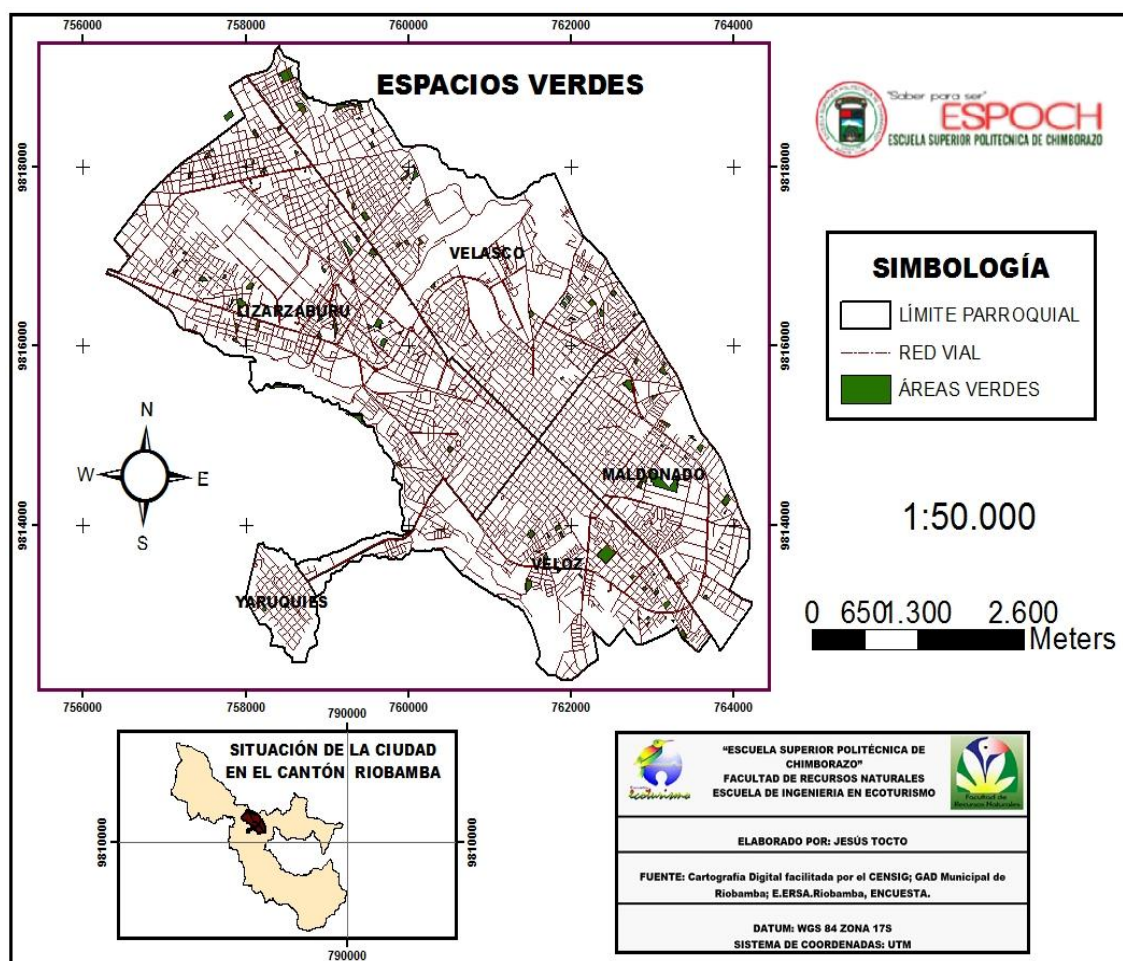 756000
758000
760000
762000
764000
ESPACIOS VERDES
9818000
9818000
9816000
9816000
9814000
9814000
VELASCO
LIZARZABURU
MALDONADO
VELOZ
YARUQUIES
N
W
E
S
756000
758000
760000
762000
764000
"Saber para ser"
ESPOCH
ESCUELA SUPERIOR POLITECNICA DE CHIMBORAZO
SIMBOLOGÍA
LÍMITE PARROQUIAL
RED VIAL
ÁREAS VERDES
1:50.000
0 650 1.300 2.600
Meters
790000
SITUACIÓN DE LA CIUDAD
EN EL CANTÓN RIOBAMBA
9810000
9810000
790000
ecoturismo
"ESCUELA SUPERIOR POLITÉCNICA DE
CHIMBORAZO"
FACULTAD DE RECURSOS NATURALES
ESCUELA DE INGENIERIA EN ECOTURISMO
Facultad de
Recursos Naturales
ELABORADO POR: JESÚS TOCTO
FUENTE: Cartografía Digital facilitada por el CENSIG; GAD Municipal de
Riobamba; E.ERSA.Riobamba, ENCUESTA.
DATUM: WGS 84 ZONA 17S
SISTEMA DE COORDENADAS: UTM